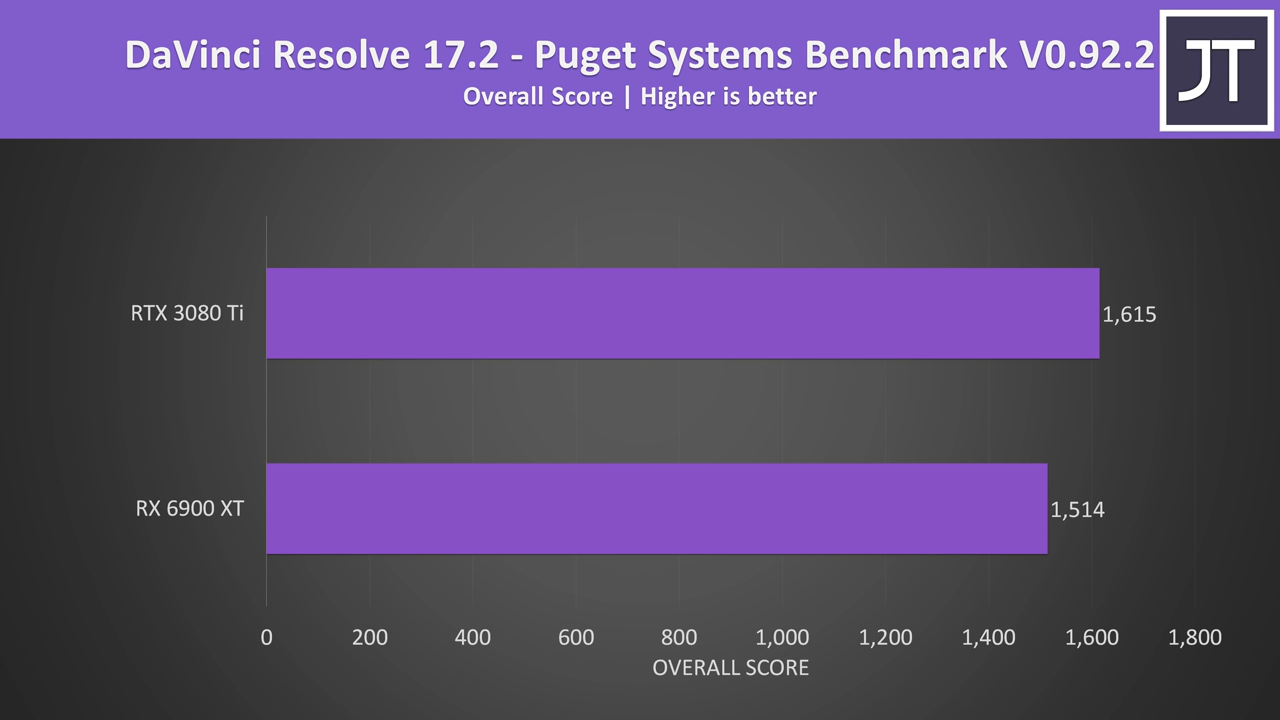 DaVinci Resolve 17.2 - Puget Systems Benchmark V0.92.2
Overall Score | Higher is better
JT
RTX 3080 Ti
1,615
RX 6900 XT
1,514
0 200 400 600 800 1,000 1,200 1,400 1,600 1,800
OVERALL SCORE